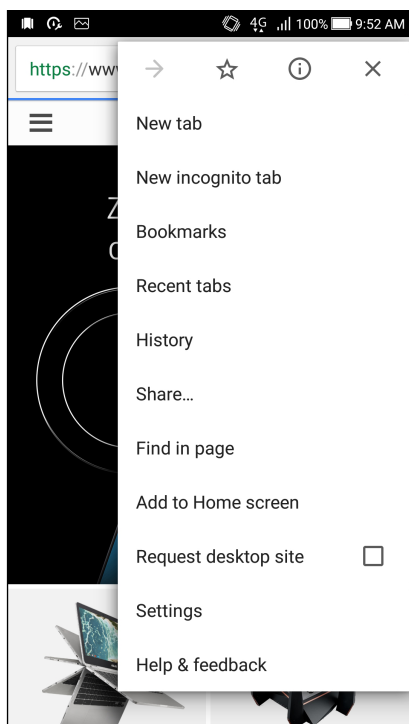 4G 100% 9:52 AM
https://ww
New tab
New incognito tab
Bookmarks
Recent tabs
History
Share...
Find in page
Add to Home screen
Request desktop site
Settings
Help & feedback